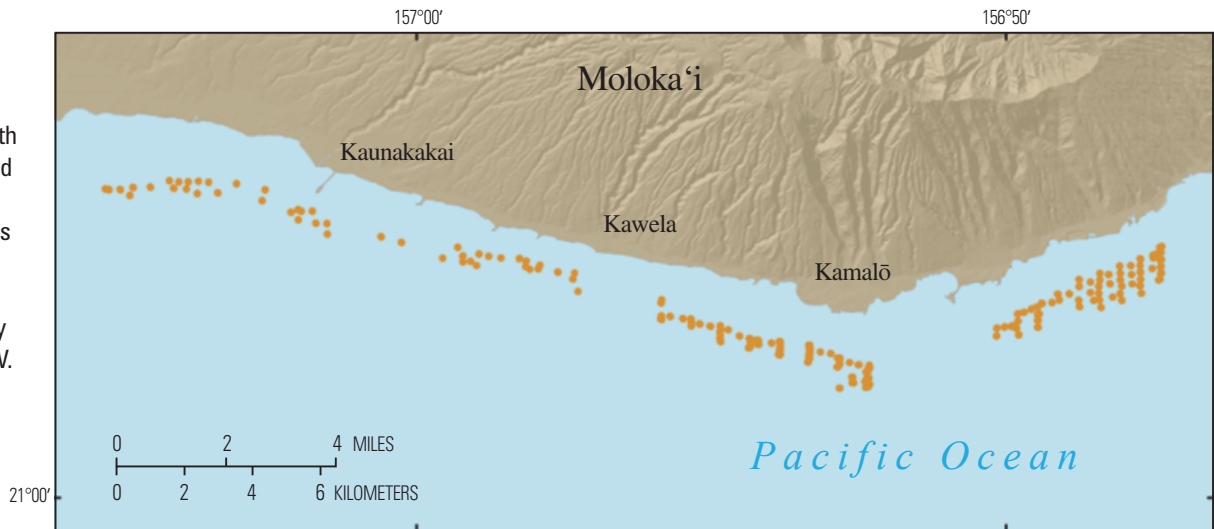 157°00′ 156°50′
Moloka‘i
th
Kaunakakai
d
s
Kawela
Kamalō
y
V.
0 2 4 MILES
Pacific Ocean
0 2 4 6 KILOMETERS
21°00′